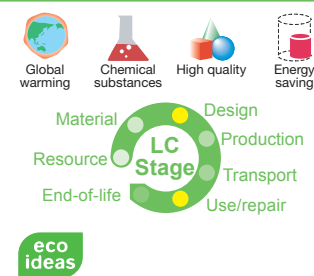 Global
warming
Chemical
substances
High quality
Energy
saving
Material
Design
Production
LC
Stage
Resource
Transport
End-of-life
Use/repair
eco
ideas